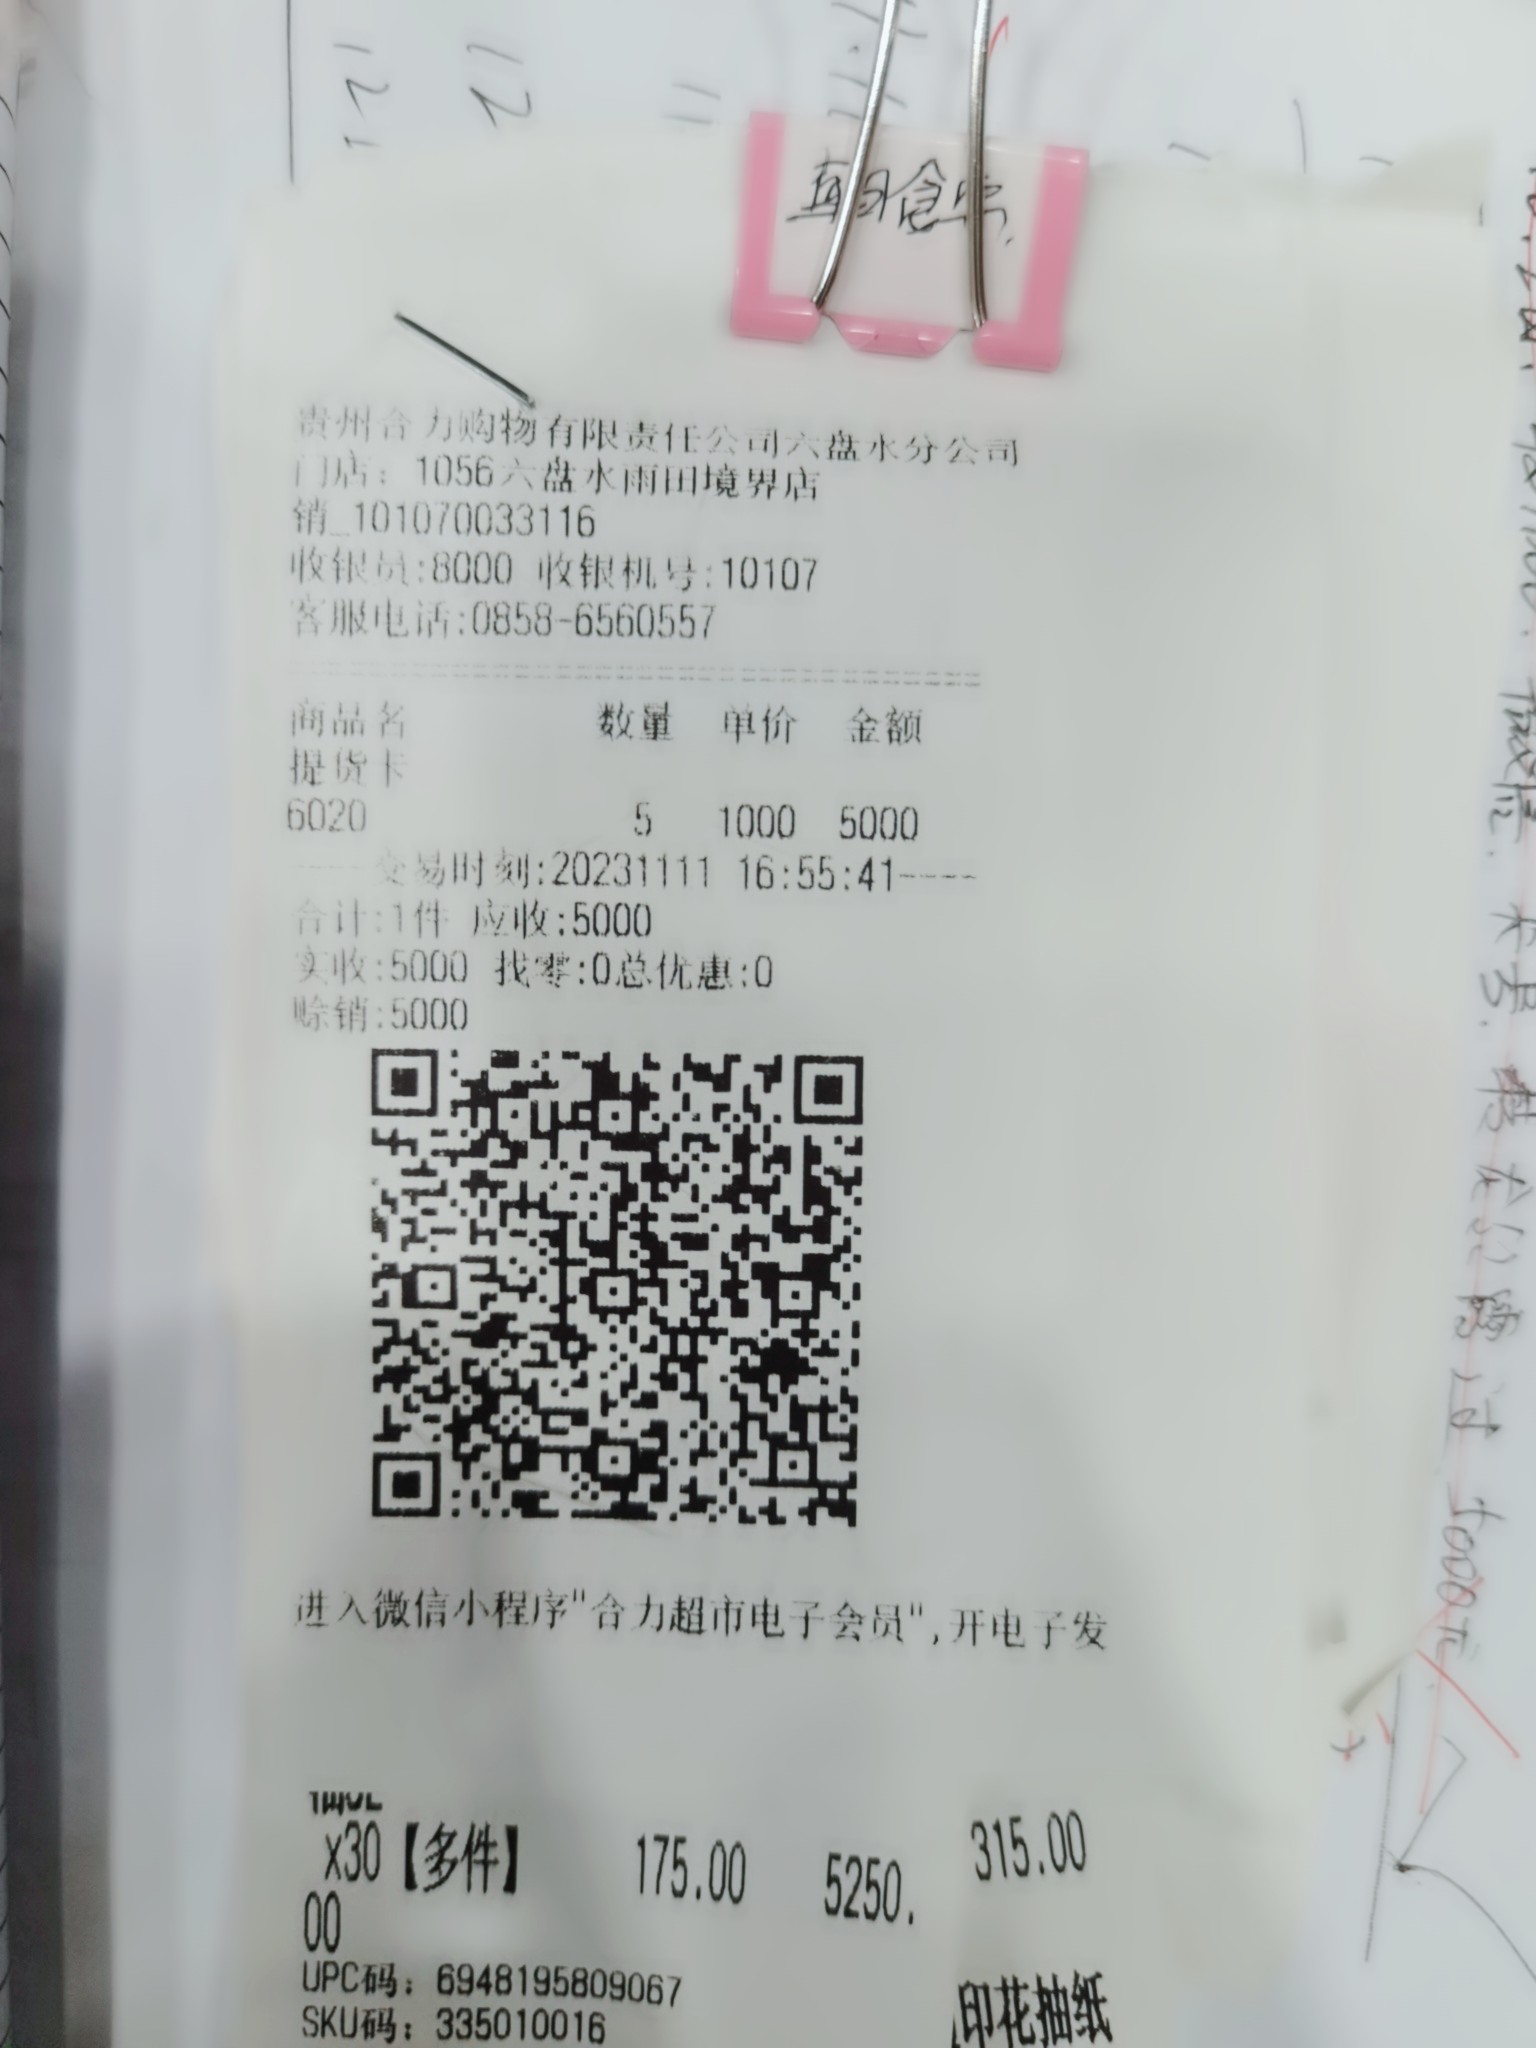 12 1
12
11
贵州合力购物有限责任公司六盘水分公司
门店：1056六盘水雨田境界店
销_101070033116
收银员:8000 收银机号:10107
客服电话:0858-6560557
商品名 数量 单价 金额
提货卡
6020 5 1000 5000
----交易时刻:20231111 16:55:41----
合计:1件 应收:5000
实收:5000 找零:0总优惠:0
赊销:5000
进入微信小程序"合力超市电子会员",开电子发
x30【多件】 175.00 5250. 315.00
00
UPC码：6948195809067
SKU码：335010016
印花抽纸